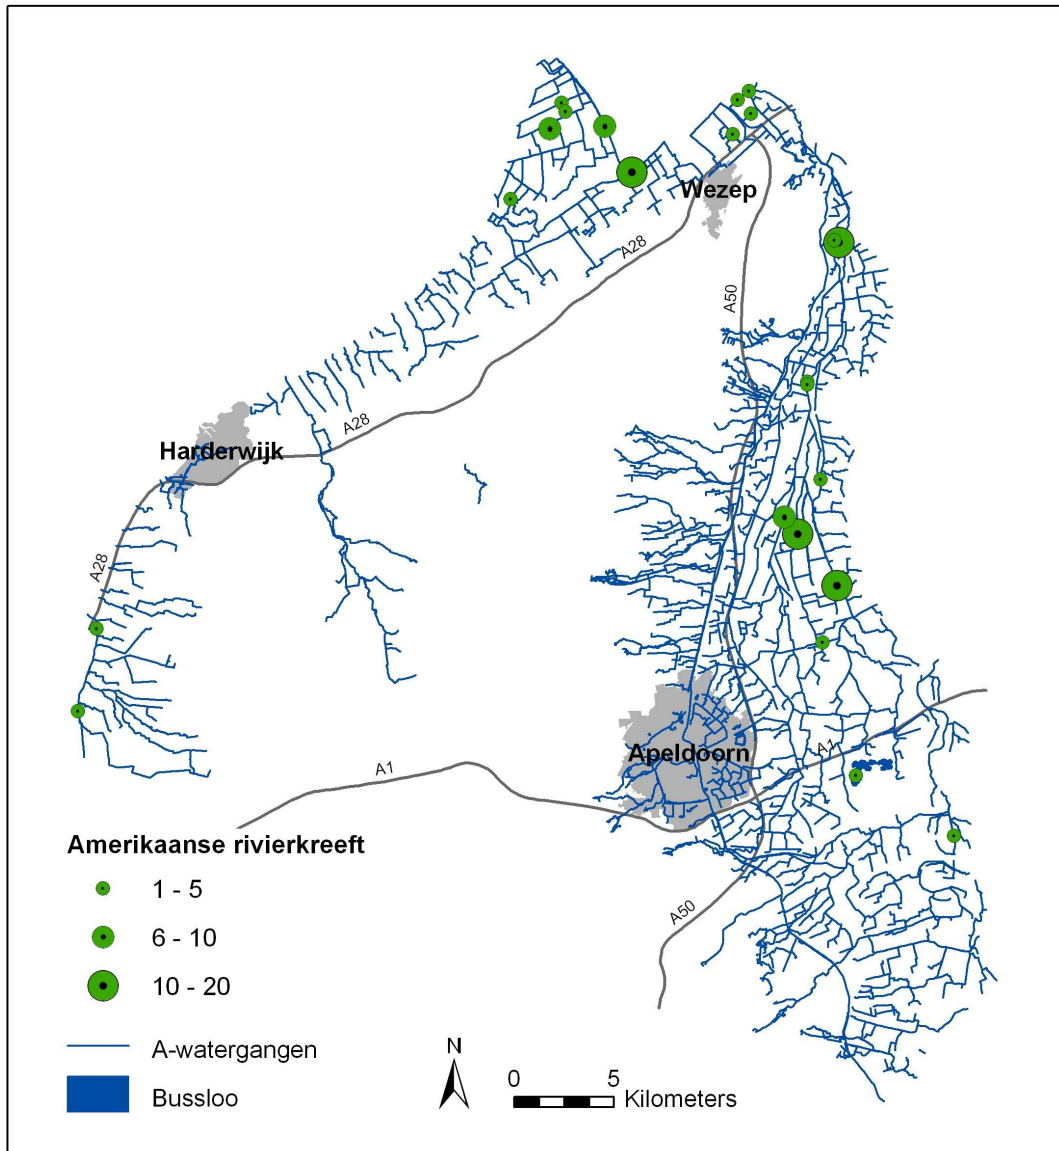 Wezep
A28
A50
A28
Harderwijk
A28
Apeldoorn
A1
A1
A50
Amerikaanse rivierkreeft
1 - 5
6 - 10
10 - 20
A-watergangen
Bussloo
N
0 5
Kilometers